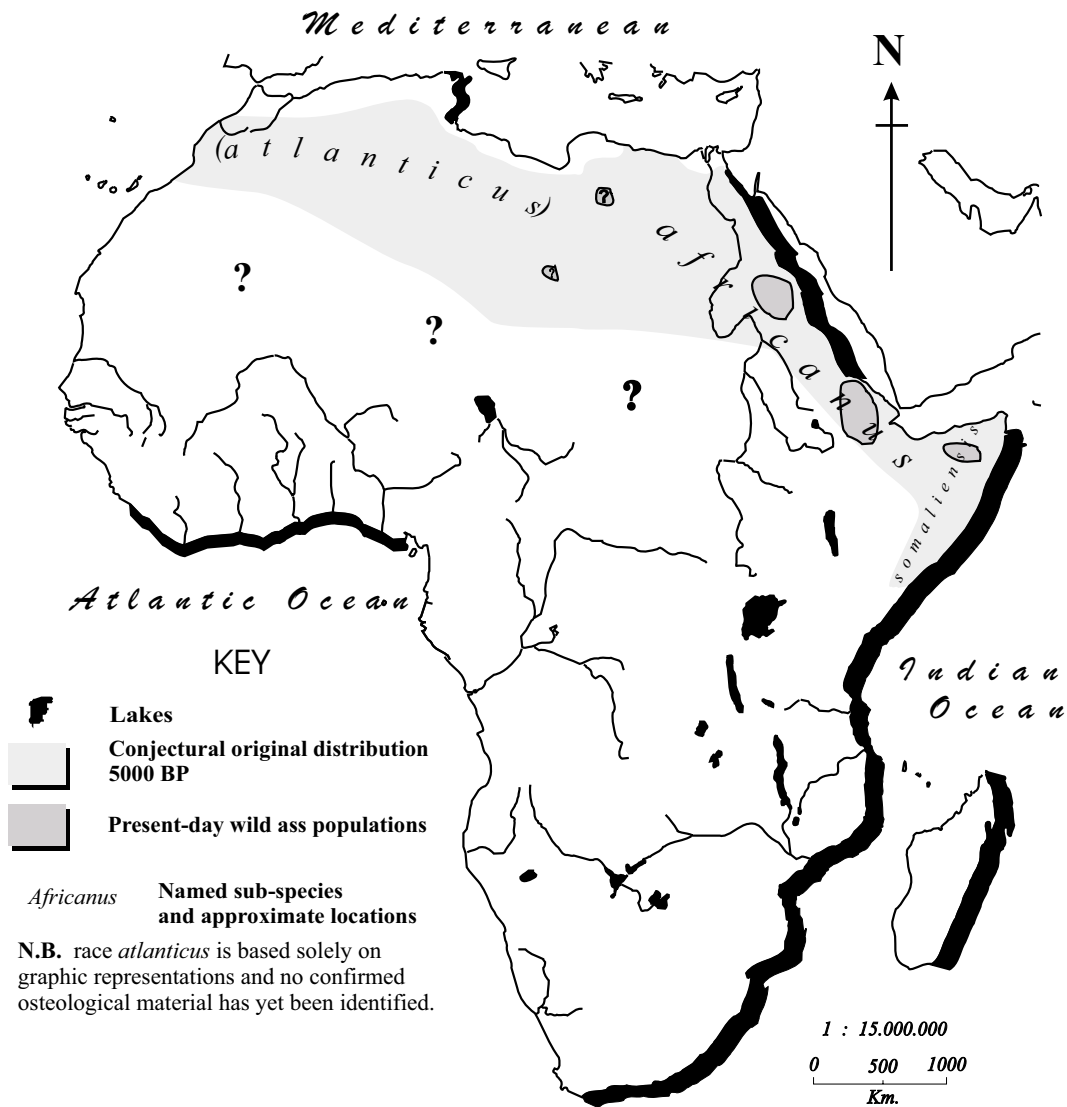 Mediterranean
N
(atlanticus)
?
africanus
?
?
?
?
somaliensis
Atlantic Ocean
Indian
Ocean
KEY
Lakes
Conjectural original distribution
5000 BP
Present-day wild ass populations
Africanus
Named sub-species
and approximate locations
N.B. race atlanticus is based solely on
graphic representations and no confirmed
osteological material has yet been identified.
1 : 15.000.000
0 500 1000
Km.